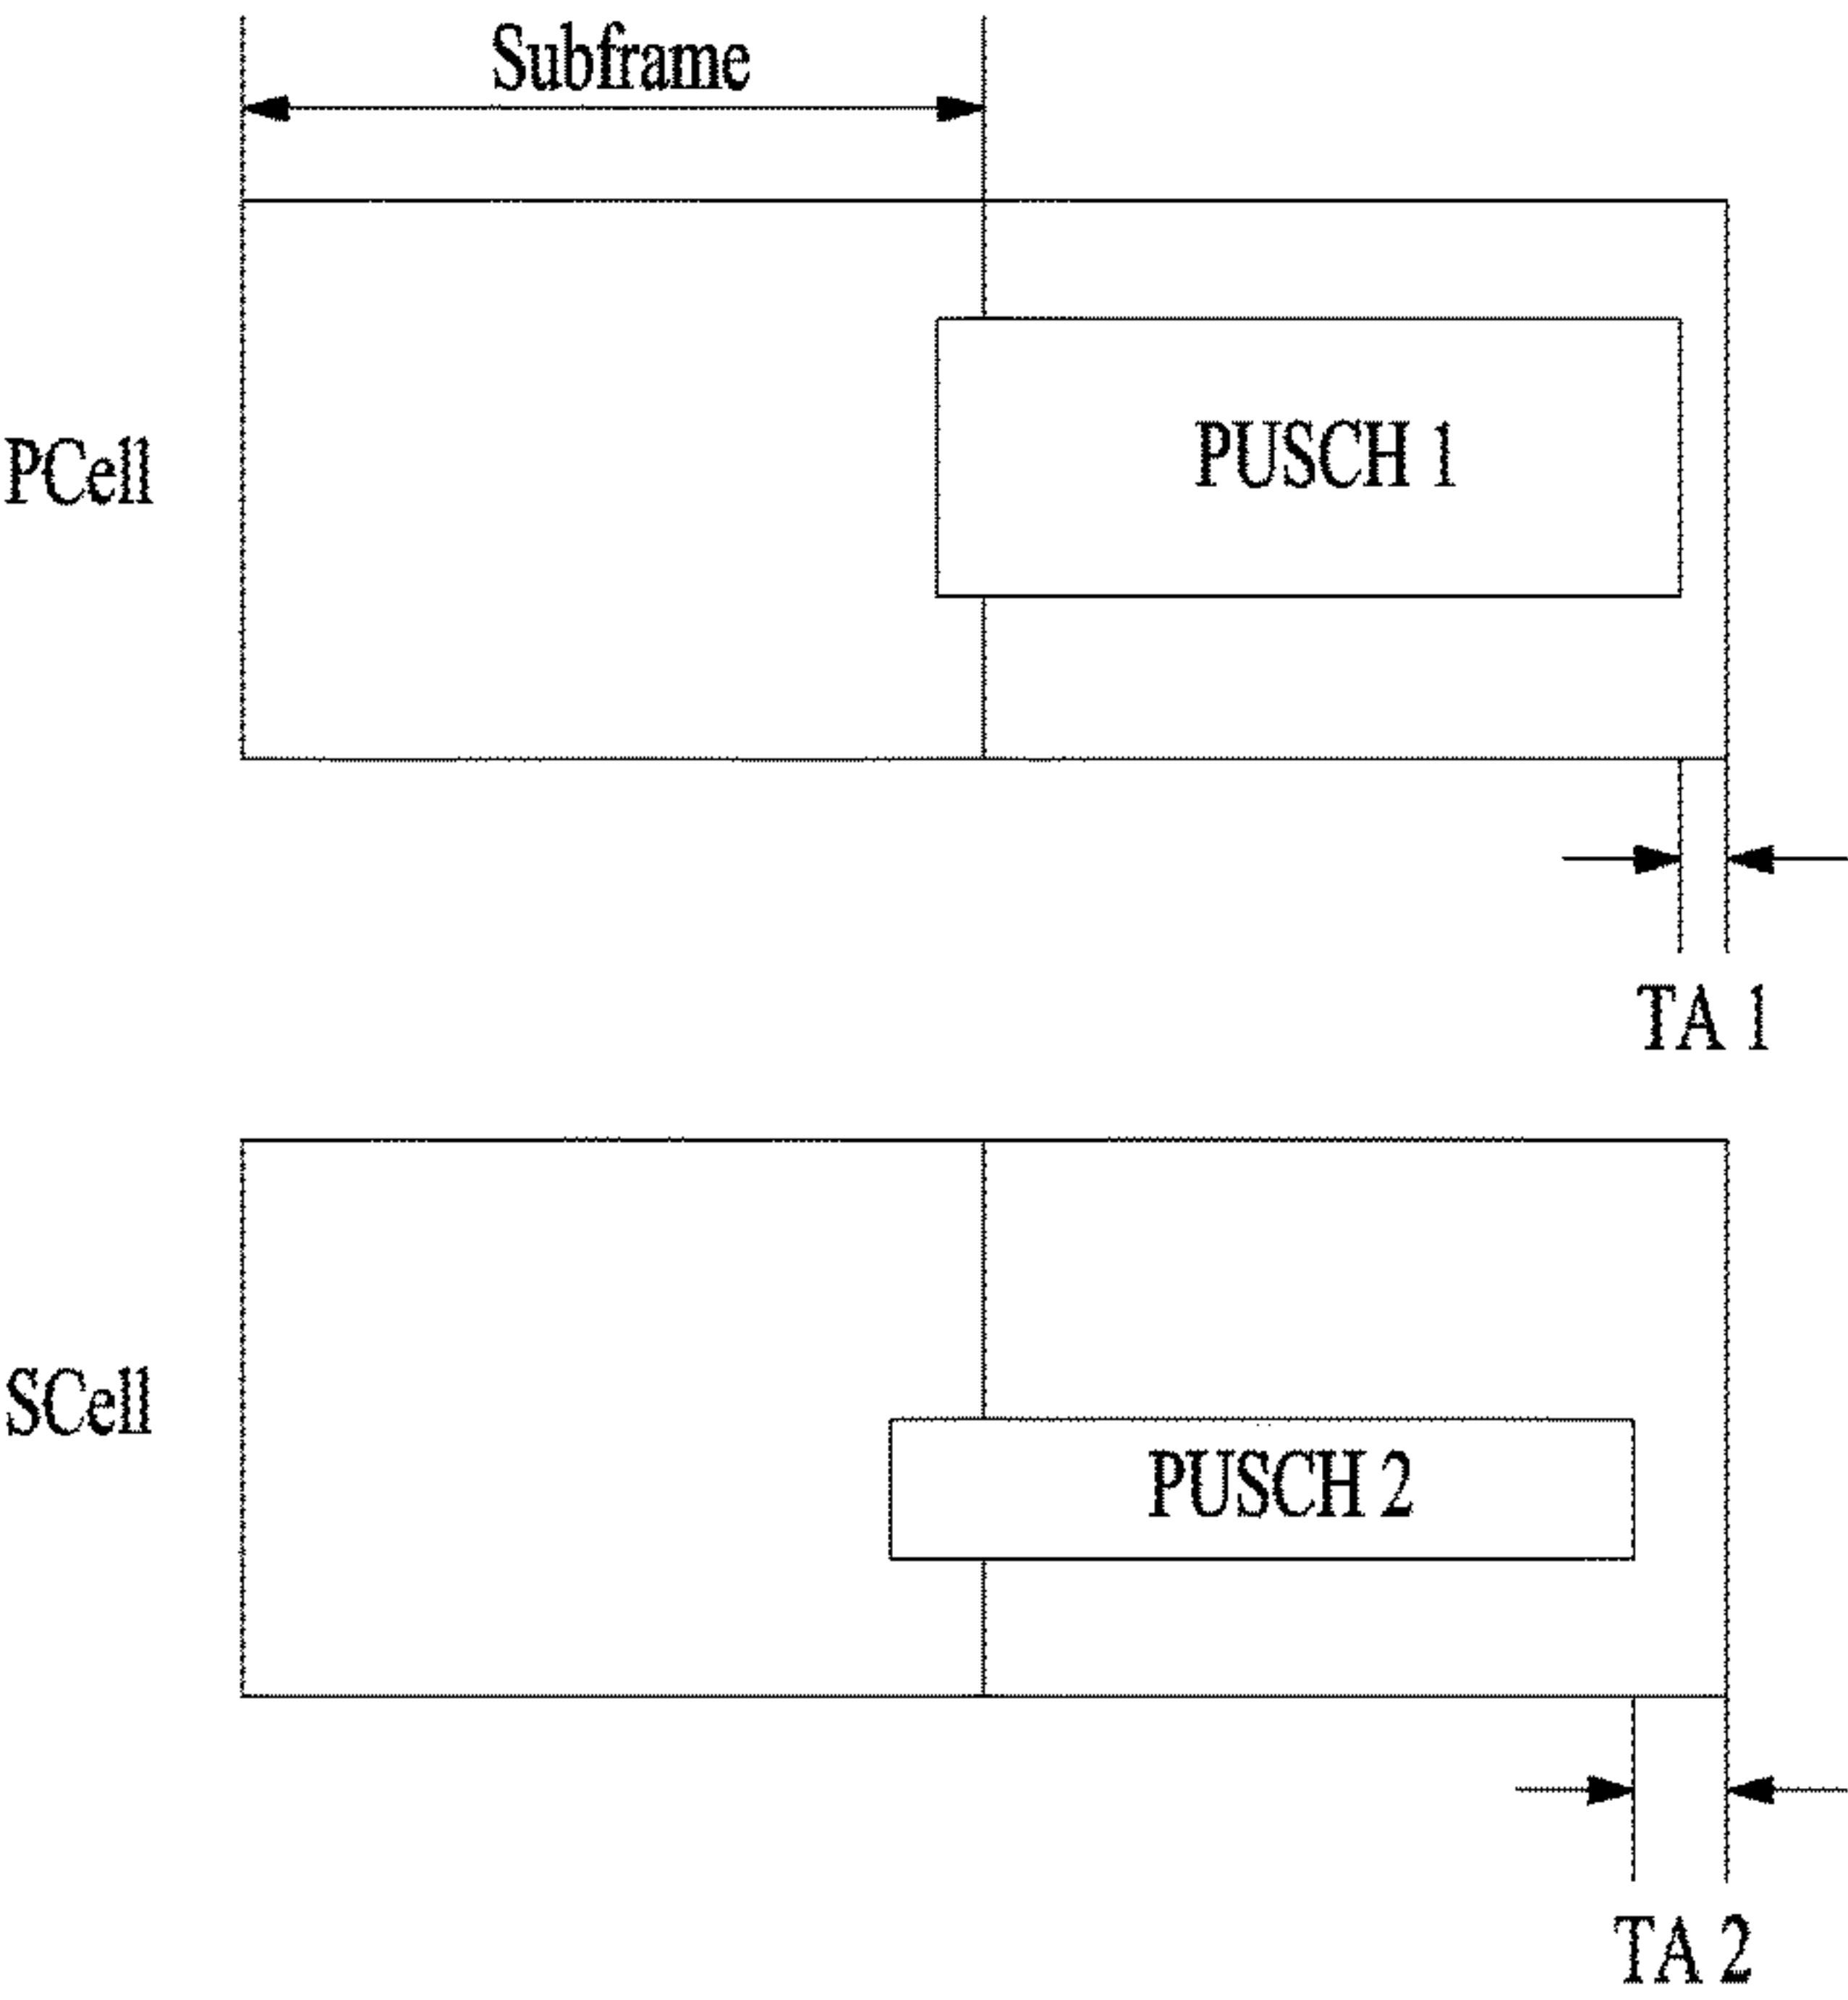 Subframe
PCell
PUSCH 1
TA 1
SCell
PUSCH 2
TA 2